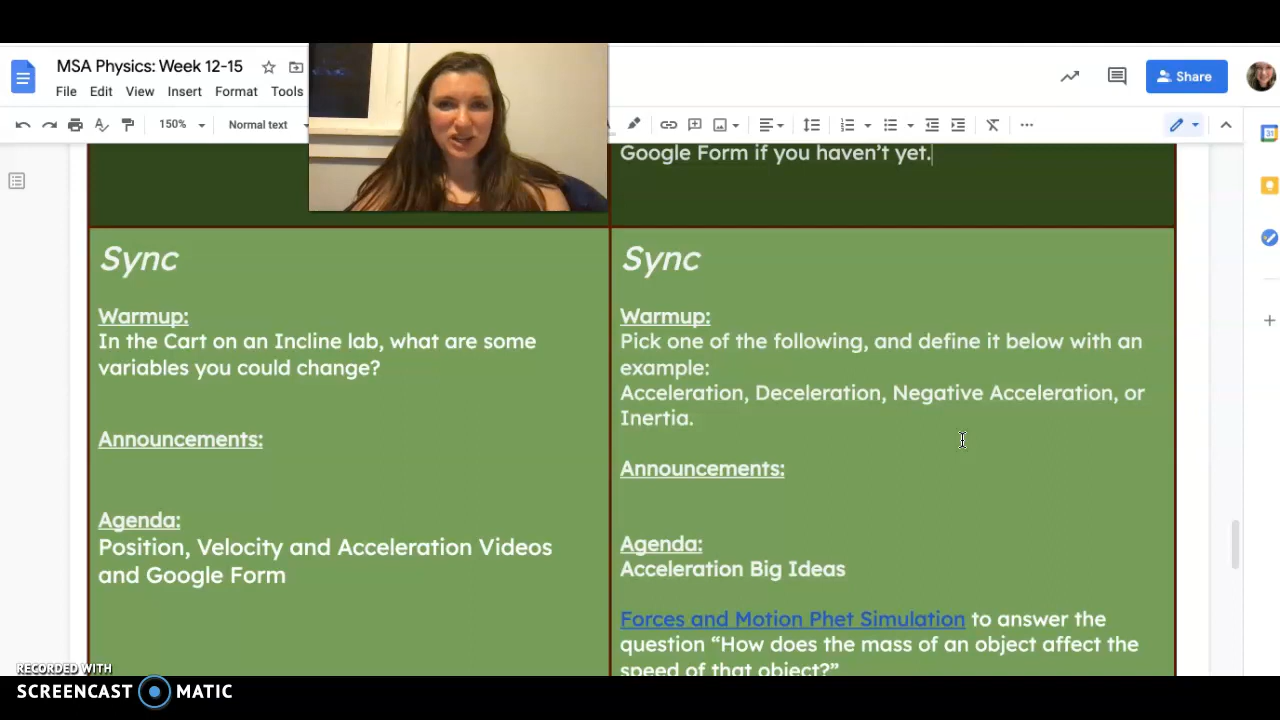 MSA Physics: Week 12-15
File Edit View Insert Format Tools
Share
150% Normal text
Google Form if you haven't yet.
Sync
Warmup:
In the Cart on an Incline lab, what are some
variables you could change?
Announcements:
Agenda:
Position, Velocity and Acceleration Videos
and Google Form
Sync
Warmup:
Pick one of the following, and define it below with an
example:
Acceleration, Deceleration, Negative Acceleration, or
Inertia.
Announcements:
Agenda:
Acceleration Big Ideas
Forces and Motion Phet Simulation to answer the
question “How does the mass of an object affect the
speed of that object?”
RECORDED WITH
SCREENCAST MATIC